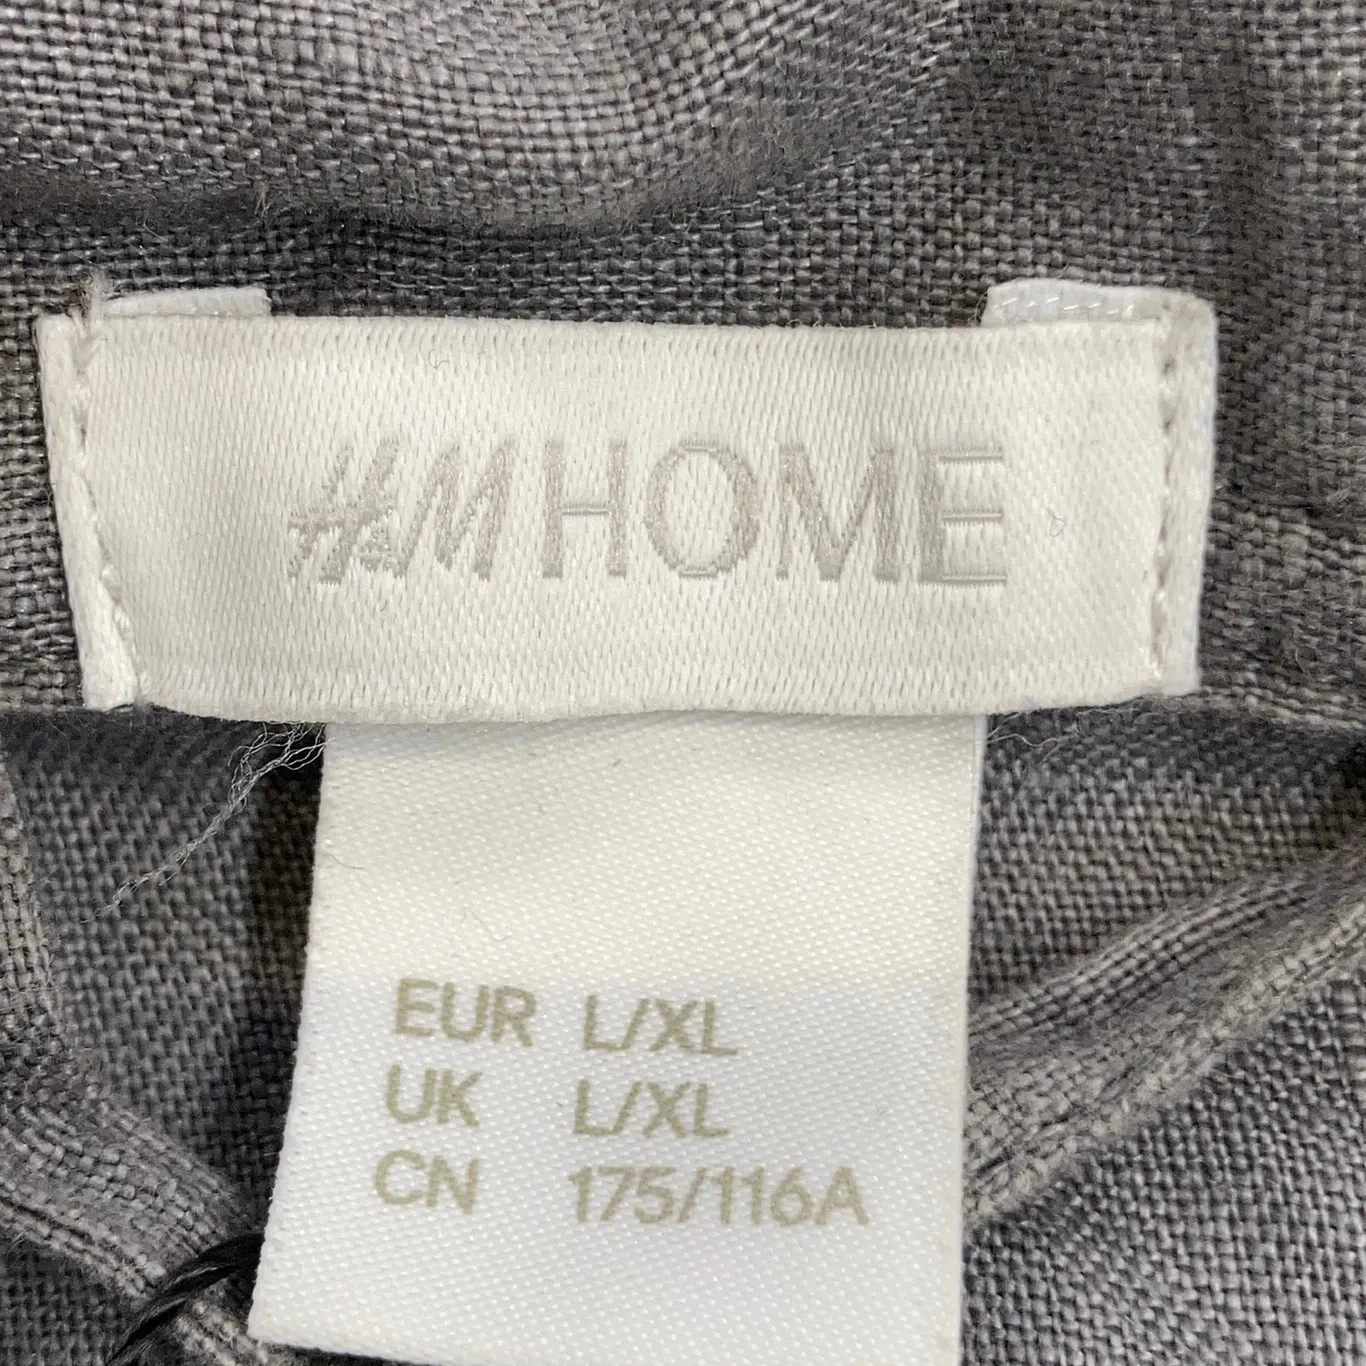 H&M HOME
EUR L/XL
UK L/XL
CN 175/116A